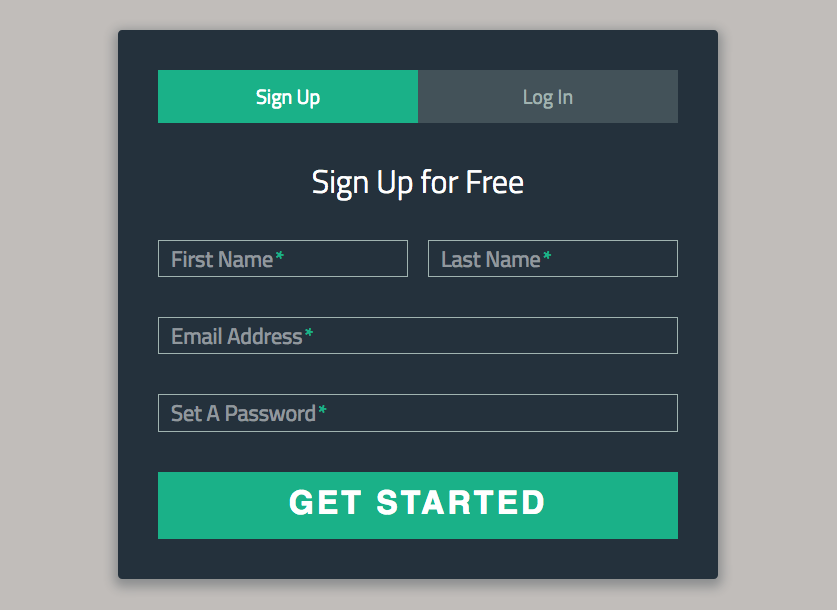 Sign Up Log In
Sign Up for Free
First Name* Last Name*
Email Address*
Set A Password*
GET STARTED